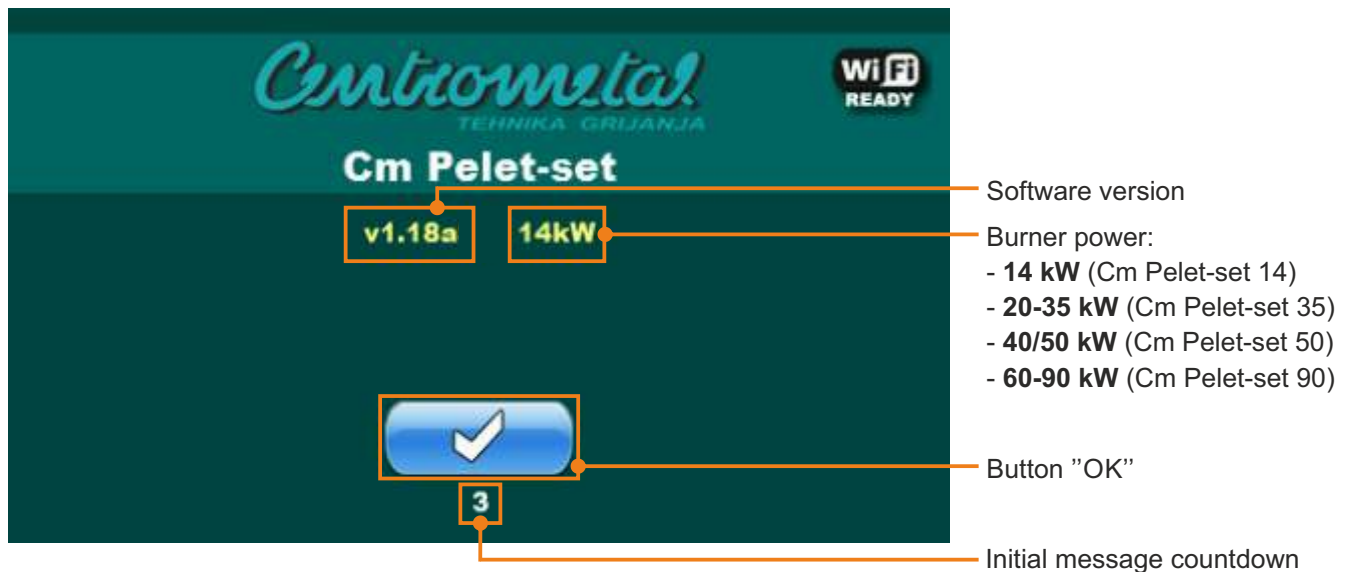 Centrometal
TEHNIKA GRIJANJA
WiFi
READY
Cm Pelet-set
v1.18a 14kW
3
Software version
Burner power:
- 14 kW (Cm Pelet-set 14)
- 20-35 kW (Cm Pelet-set 35)
- 40/50 kW (Cm Pelet-set 50)
- 60-90 kW (Cm Pelet-set 90)
Button ’’OK’’
Initial message countdown